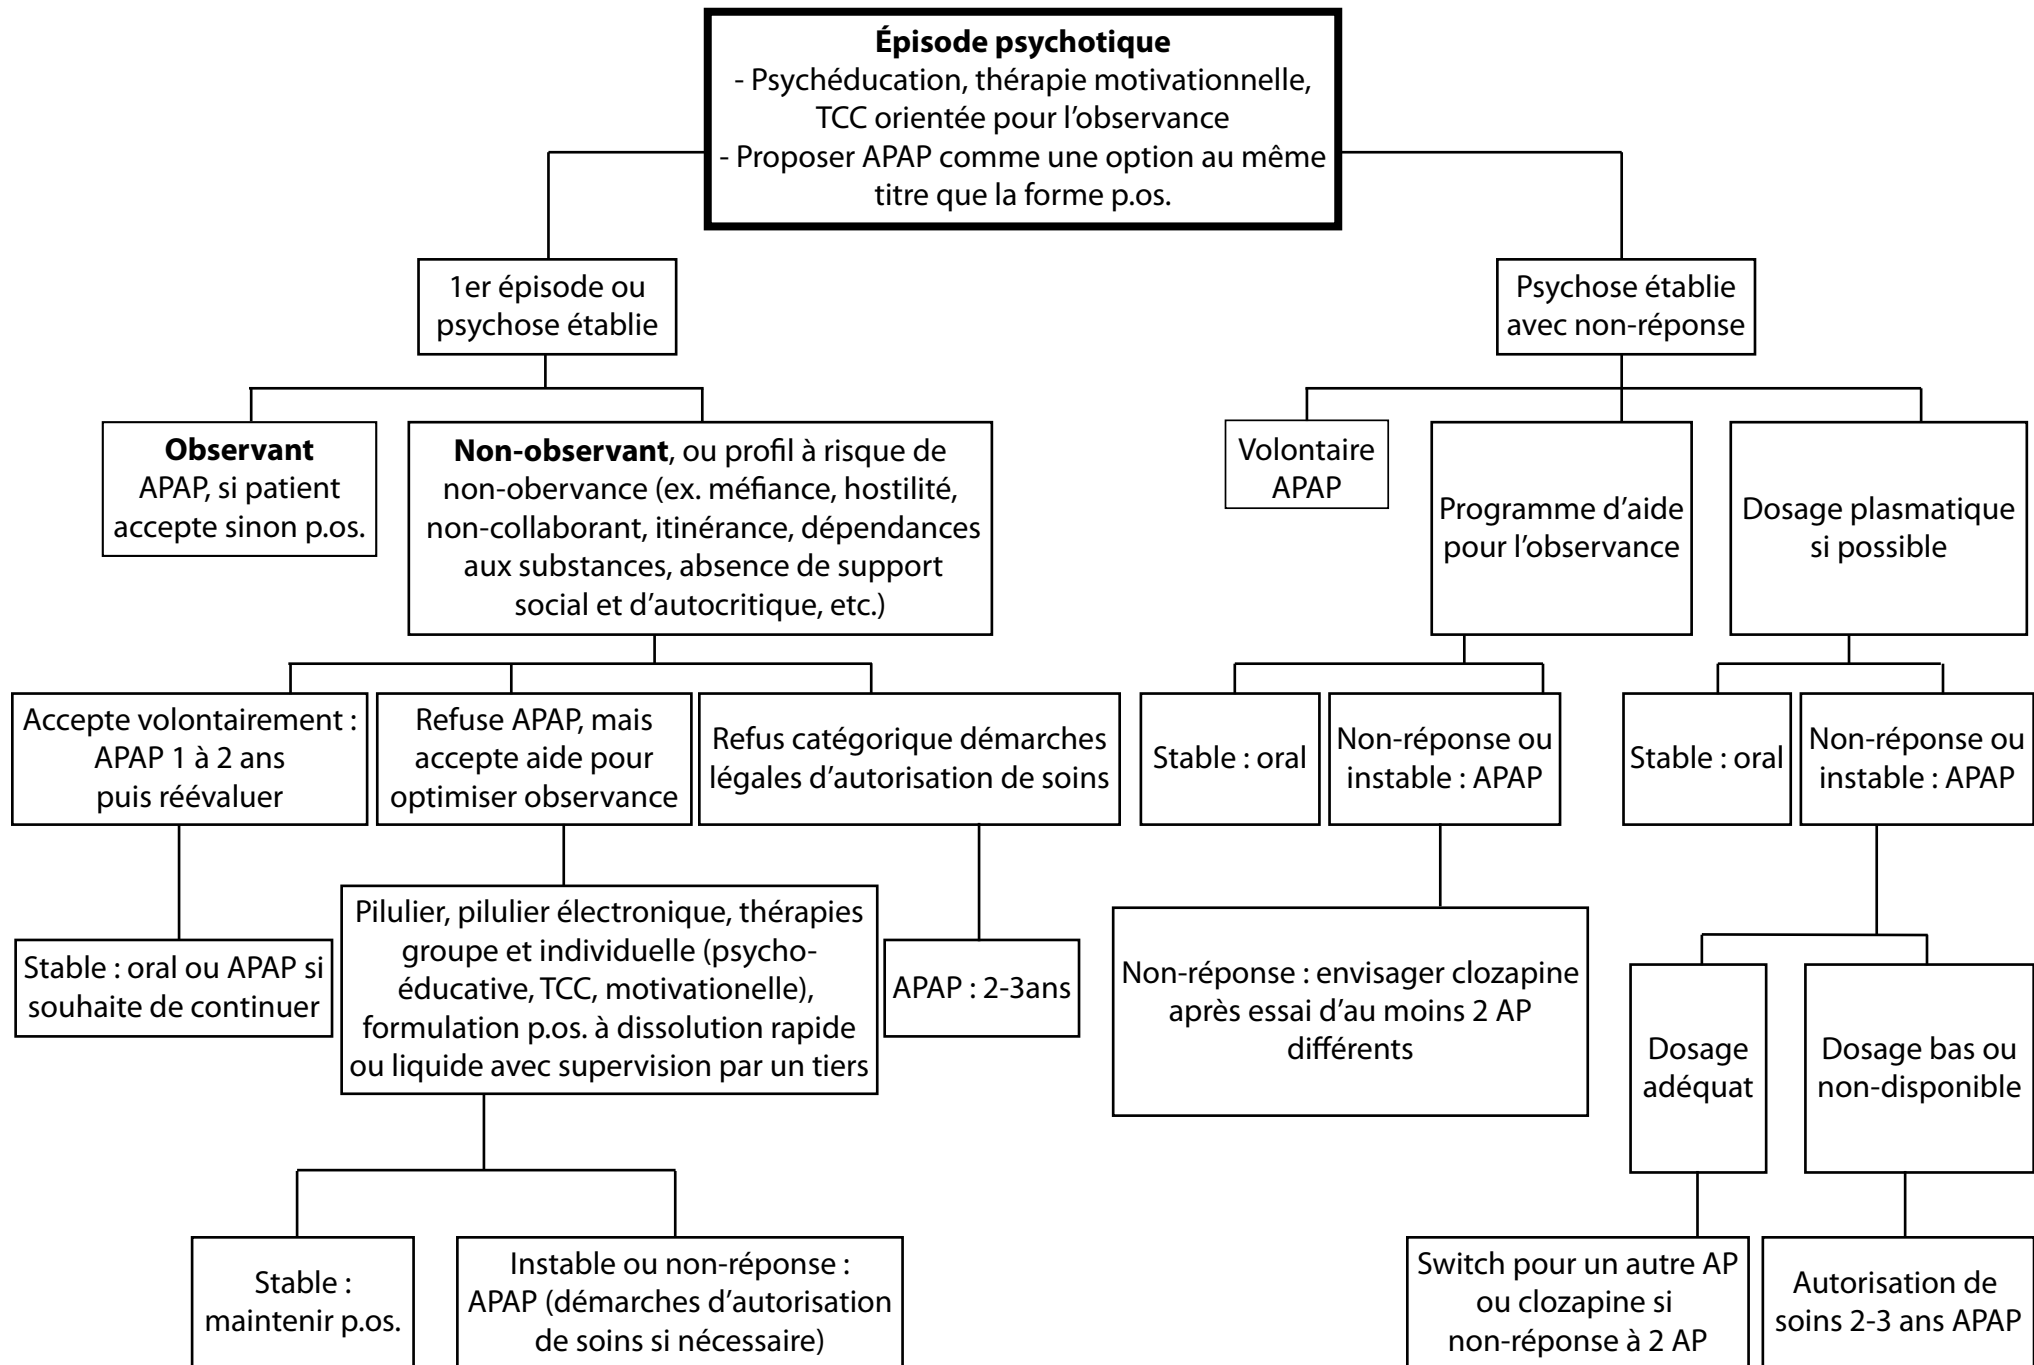 Épisode psychotique
- Psychéducation, thérapie motivationnelle,
TCC orientée pour l'observance
- Proposer APAP comme une option au même
titre que la forme p.os.
1er épisode ou
psychose établie
Psychose établie
avec non-réponse
Observant
APAP, si patient
accepte sinon p.os.
Non-observant, ou profil à risque de
non-obervance (ex. méfiance, hostilité,
non-collaborant, itinérance, dépendances
aux substances, absence de support
social et d'autocritique, etc.)
Volontaire
APAP
Programme d'aide
pour l'observance
Dosage plasmatique
si possible
Accepte volontairement :
APAP 1 à 2 ans
puis réévaluer
Refuse APAP, mais
accepte aide pour
optimiser observance
Refus catégorique démarches
légales d'autorisation de soins
Stable : oral
Non-réponse ou
instable : APAP
Stable : oral
Non-réponse ou
instable : APAP
Stable : oral ou APAP si
souhaite de continuer
Pilulier, pilulier électronique, thérapies
groupe et individuelle (psycho-
éducative, TCC, motivationelle),
formulation p.os. à dissolution rapide
ou liquide avec supervision par un tiers
APAP : 2-3ans
Non-réponse : envisager clozapine
après essai d'au moins 2 AP
différents
Dosage
adéquat
Dosage bas ou
non-disponible
Stable :
maintenir p.os.
Instable ou non-réponse :
APAP (démarches d'autorisation
de soins si nécessaire)
Switch pour un autre AP
ou clozapine si
non-réponse à 2 AP
Autorisation de
soins 2-3 ans APAP